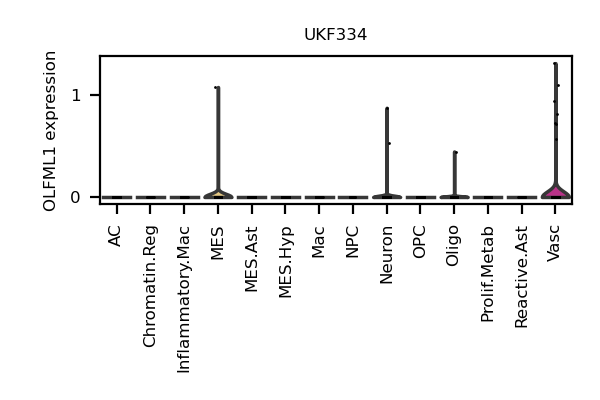 UKF334
OLFML1 expression
1
0
AC
Chromatin.Reg
Inflammatory.Mac
MES
MES.Ast
MES.Hyp
Mac
NPC
Neuron
OPC
Oligo
Prolif.Metab
Reactive.Ast
Vasc